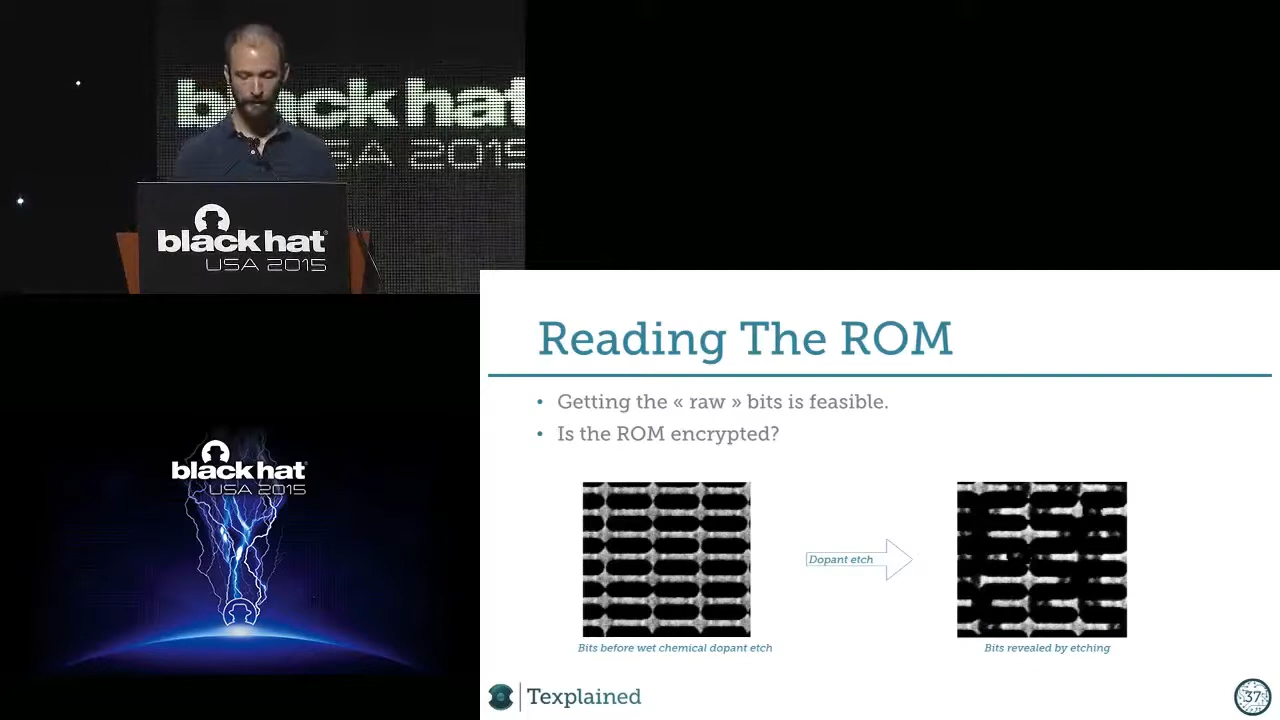 black hat
USA 2015
black hat
USA 2015
Reading The ROM
• Getting the « raw » bits is feasible.
• Is the ROM encrypted?
black hat
USA 2015
Dopant etch
Bits before wet chemical dopant etch
Bits revealed by etching
Texplained
37